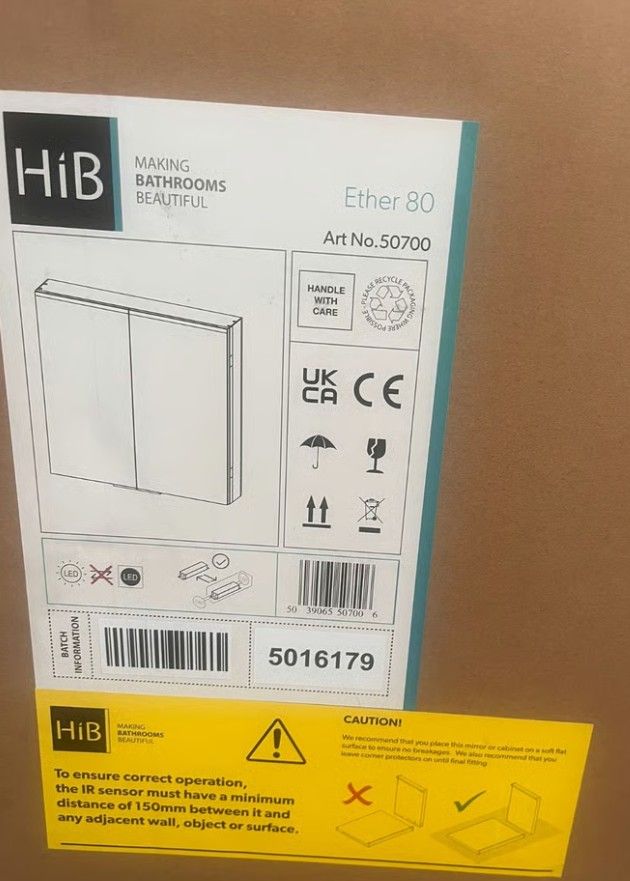 HiB
MAKING
BATHROOMS
BEAUTIFUL
Ether 80
Art No.50700
HANDLE
WITH
CARE
PLEASE RECYCLE PACKAGING WHERE POSSIBLE
UK
CA
CE
LED
LED
50 39065 50700 6
BATCH
INFORMATION
5016179
HiB
MAKING
BATHROOMS
BEAUTIFUL
CAUTION!
We recommend that you place this mirror or cabinet on a soft flat
surface to ensure no breakages. We also recommend that you
leave corner protectors on until final fitting
To ensure correct operation,
the IR sensor must have a minimum
distance of 150mm between it and
any adjacent wall, object or surface.